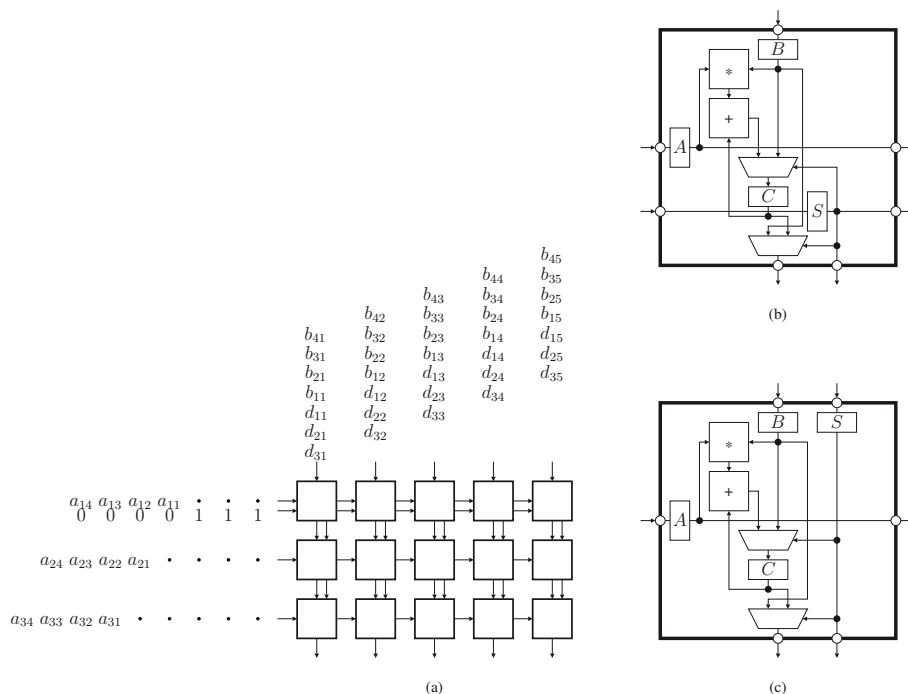 b₄₅
b₄₄ b₃₅
b₄₃ b₃₄ b₂₅
b₄₂ b₃₃ b₂₄ b₁₅
b₄₁ b₃₂ b₂₃ b₁₄ d₁₅
b₃₁ b₂₂ b₁₃ d₁₄ d₂₅
b₂₁ b₁₂ d₁₃ d₂₄ d₃₅
b₁₁ d₁₂ d₂₃ d₃₄
d₁₁ d₂₂ d₃₃
d₂₁ d₃₂
d₃₁
a₁₄ a₁₃ a₁₂ a₁₁ • • •
0 0 0 0 1 1 1
a₂₄ a₂₃ a₂₂ a₂₁ • • • •
a₃₄ a₃₃ a₃₂ a₃₁ • • • • •
(a)
B
*
+
A
C
S
(b)
B S
*
+
A
C
(c)